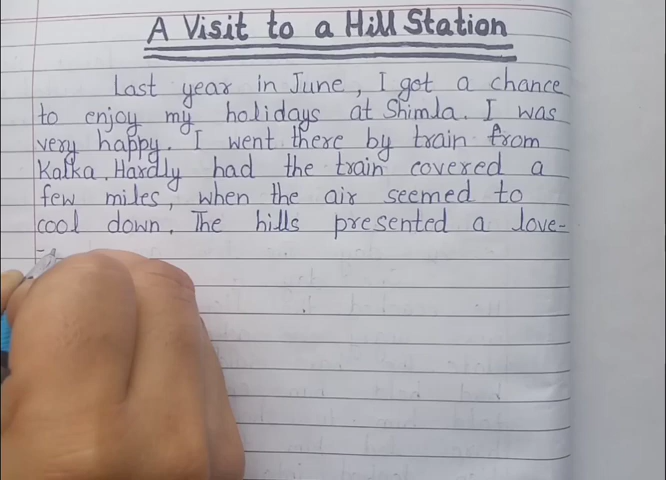 A Visit to a Hill Station
Last year in June, I got a chance
to enjoy my holidays at Shimla. I was
very happy. I went there by train from
Kalka. Hardly had the train covered a
few miles, when the air seemed to
cool down. The hills presented a love-